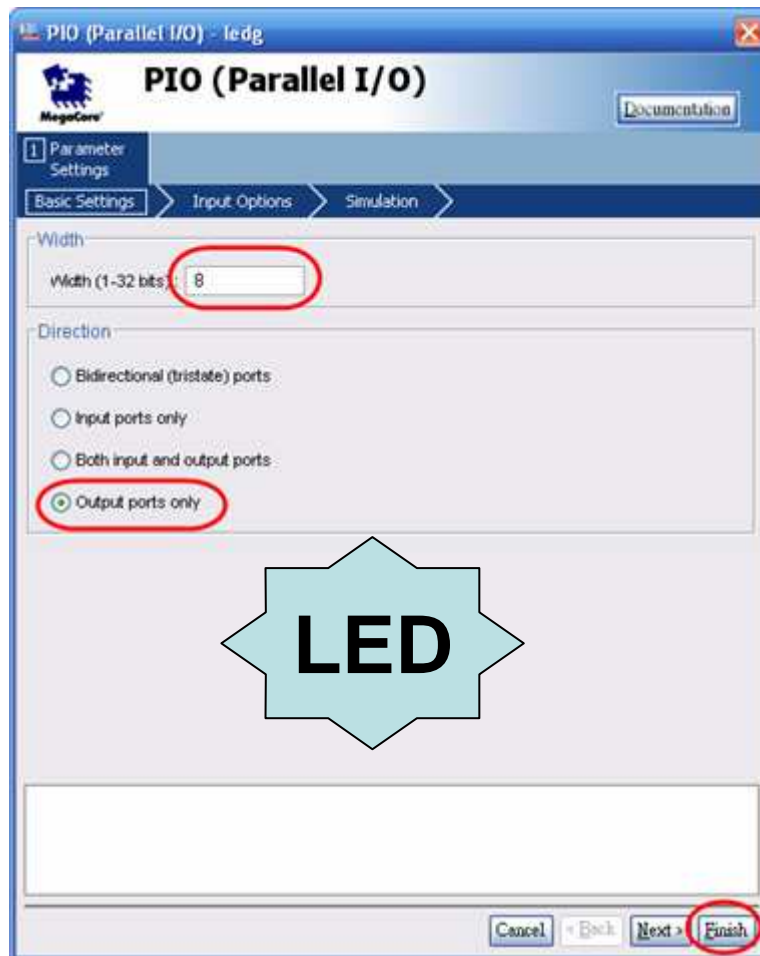 PIO (Parallel I/O) - ledg
MegaCore'
PIO (Parallel I/O)
Documentation
1 Parameter
Settings
Basic Settings
Input Options
Simulation
Width
Width (1-32 bits): 8
Direction
Bidirectional (tristate) ports
Input ports only
Both input and output ports
Output ports only
LED
Cancel
< Back
Next >
Finish